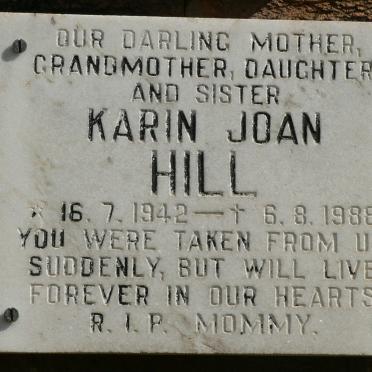 OUR DARLING MOTHER,
GRANDMOTHER, DAUGHTER
AND SISTER
KARIN JOAN
HILL
* 16.7.1942 — † 6.8.1988
YOU WERE TAKEN FROM U
SUDDENLY, BUT WILL LIVE
FOREVER IN OUR HEARTS
R.I.P. MOMMY.